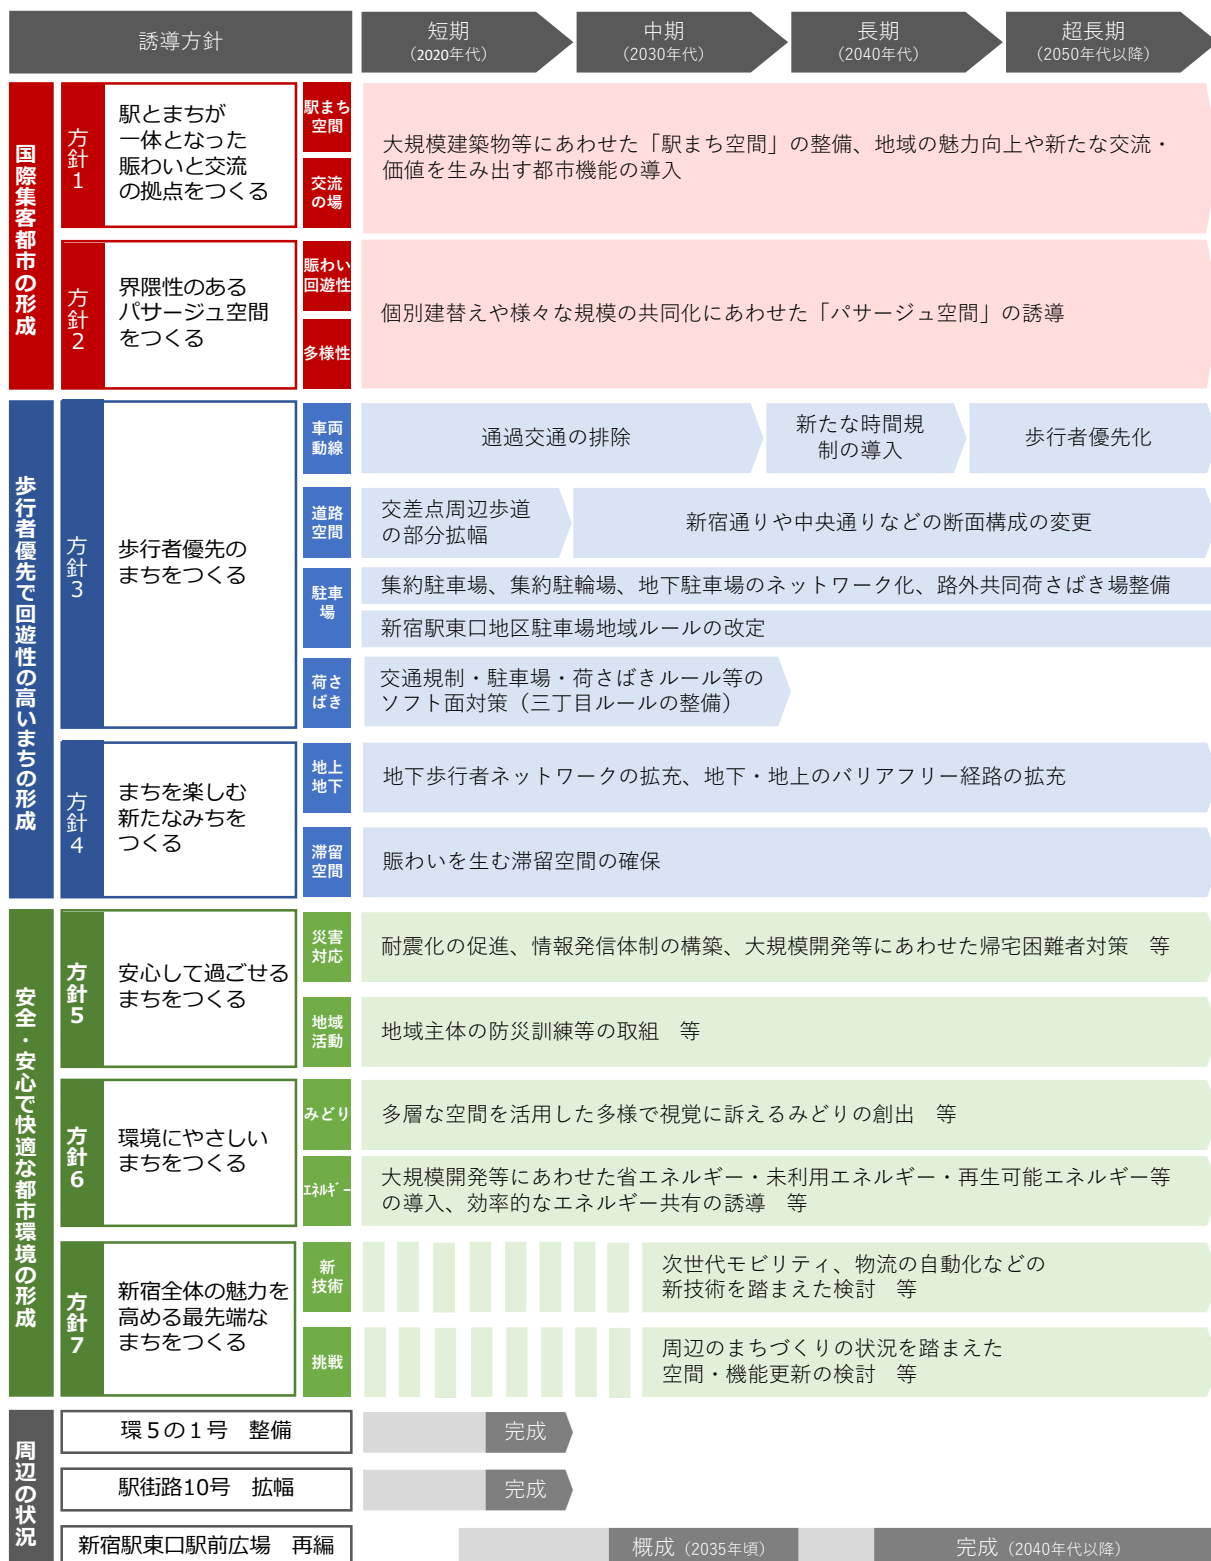 誘導方針
短期
（2020年代）
中期
（2030年代）
長期
（2040年代）
超長期
（2050年代以降）
国際集客都市の形成
方針1
駅とまちが
一体となった
賑わいと交流
の拠点をつくる
駅まち
空間
交流
の場
大規模建築物等にあわせた「駅まち空間」の整備、地域の魅力向上や新たな交流・
価値を生み出す都市機能の導入
方針2
界隈性のある
パサージュ空間
をつくる
賑わい
回遊性
多様性
個別建替えや様々な規模の共同化にあわせた「パサージュ空間」の誘導
歩行者優先で回遊性の高いまちの形成
方針3
歩行者優先の
まちをつくる
車両
動線
通過交通の排除
新たな時間規
制の導入
歩行者優先化
道路
空間
交差点周辺歩道
の部分拡幅
新宿通りや中央通りなどの断面構成の変更
駐車
場
集約駐車場、集約駐輪場、地下駐車場のネットワーク化、路外共同荷さばき場整備
新宿駅東口地区駐車場地域ルールの改定
荷さ
ばき
交通規制・駐車場・荷さばきルール等の
ソフト面対策（三丁目ルールの整備）
方針4
まちを楽しむ
新たなみちを
つくる
地上
地下
地下歩行者ネットワークの拡充、地下・地上のバリアフリー経路の拡充
滞留
空間
賑わいを生む滞留空間の確保
安全・安心で快適な都市環境の形成
方針5
安心して過ごせる
まちをつくる
災害
対応
耐震化の促進、情報発信体制の構築、大規模開発等にあわせた帰宅困難者対策　等
地域
活動
地域主体の防災訓練等の取組　等
方針6
環境にやさしい
まちをつくる
みどり
多層な空間を活用した多様で視覚に訴えるみどりの創出　等
ｴﾈﾙｷﾞｰ
大規模開発等にあわせた省エネルギー・未利用エネルギー・再生可能エネルギー等
の導入、効率的なエネルギー共有の誘導　等
方針7
新宿全体の魅力を
高める最先端な
まちをつくる
新
技術
次世代モビリティ、物流の自動化などの
新技術を踏まえた検討　等
挑戦
周辺のまちづくりの状況を踏まえた
空間・機能更新の検討　等
周辺の状況
環５の１号　整備
完成
駅街路10号　拡幅
完成
新宿駅東口駅前広場　再編
概成（2035年頃）
完成（2040年代以降）